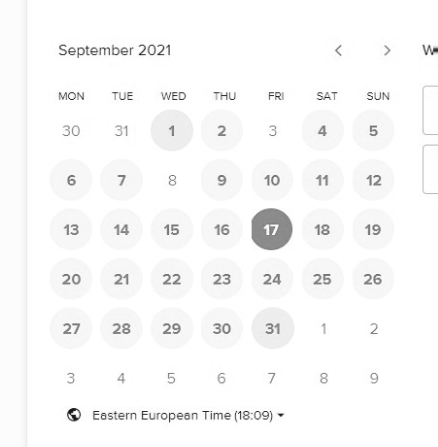 September 2021 < >
MON TUE WED THU FRI SAT SUN
30 31 1 2 3 4 5
6 7 8 9 10 11 12
13 14 15 16 17 18 19
20 21 22 23 24 25 26
27 28 29 30 31 1 2
3 4 5 6 7 8 9
Eastern European Time (18:09)